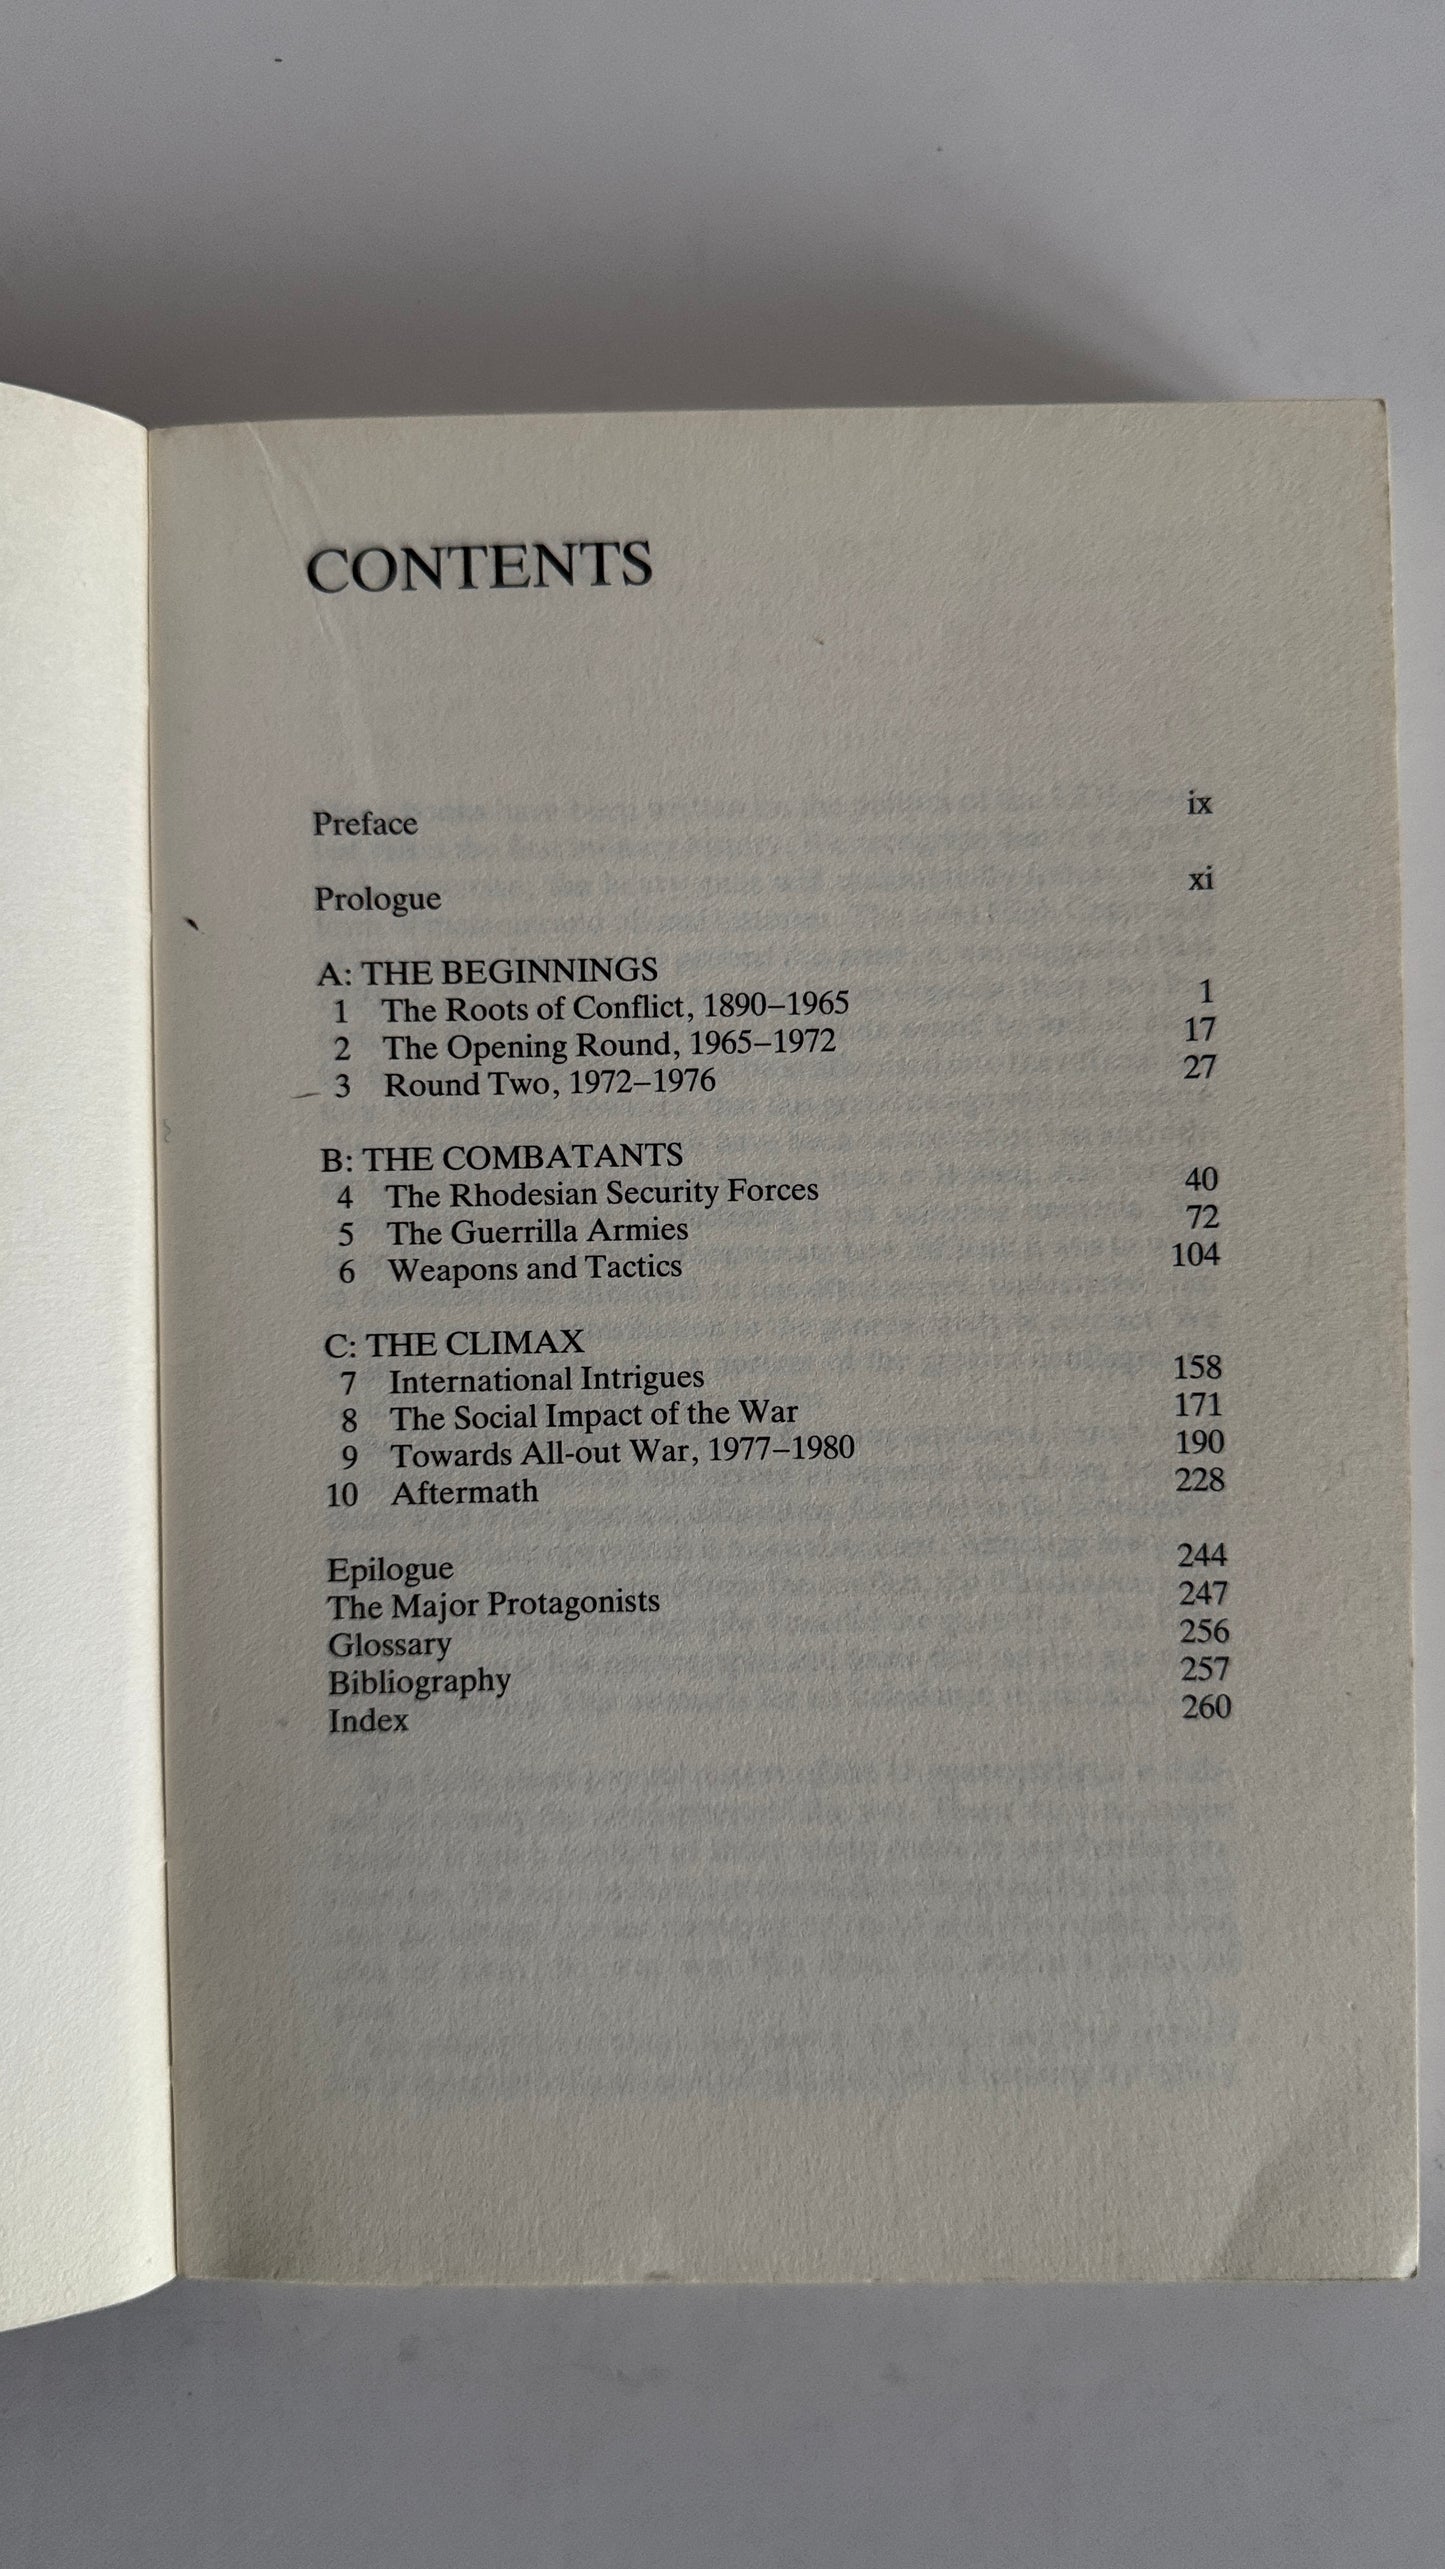 CONTENTS
Preface ix
Prologue xi
A: THE BEGINNINGS
1 The Roots of Conflict, 1890–1965 1
2 The Opening Round, 1965–1972 17
3 Round Two, 1972–1976 27
B: THE COMBATANTS
4 The Rhodesian Security Forces 40
5 The Guerrilla Armies 72
6 Weapons and Tactics 104
C: THE CLIMAX
7 International Intrigues 158
8 The Social Impact of the War 171
9 Towards All-out War, 1977–1980 190
10 Aftermath 228
Epilogue 244
The Major Protagonists 247
Glossary 256
Bibliography 257
Index 260